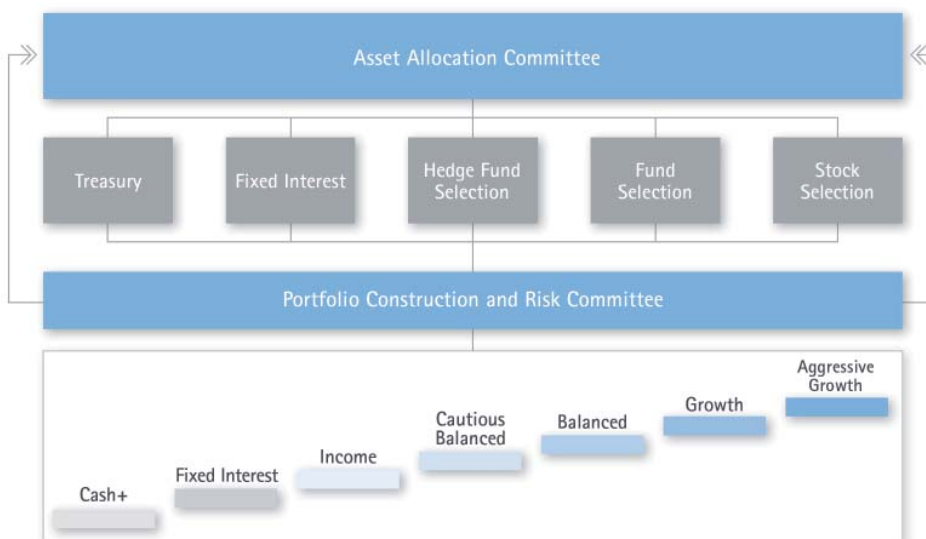 Asset Allocation Committee
Treasury
Fixed Interest
Hedge Fund
Selection
Fund
Selection
Stock
Selection
Portfolio Construction and Risk Committee
Aggressive
Growth
Growth
Cautious
Balanced
Balanced
Income
Fixed Interest
Cash+